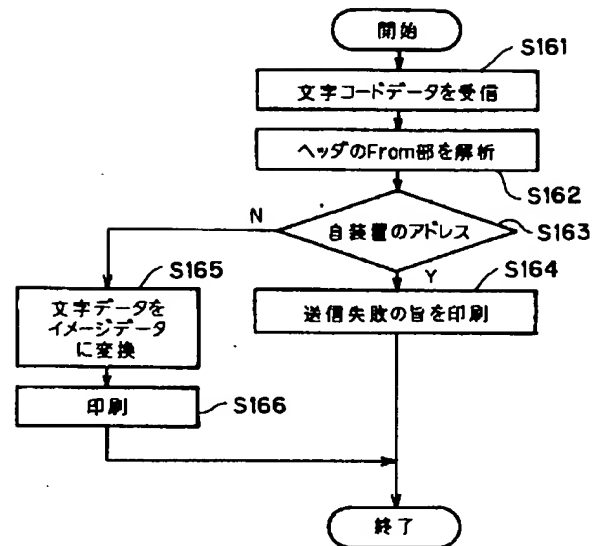 開始
S161
文字コードデータを受信
ヘッダのFrom部を解析
S162
N
自装置のアドレス
S163
Y
S164
S165
文字データを
イメージデータ
に変換
送信失敗の旨を印刷
印刷
S166
終了